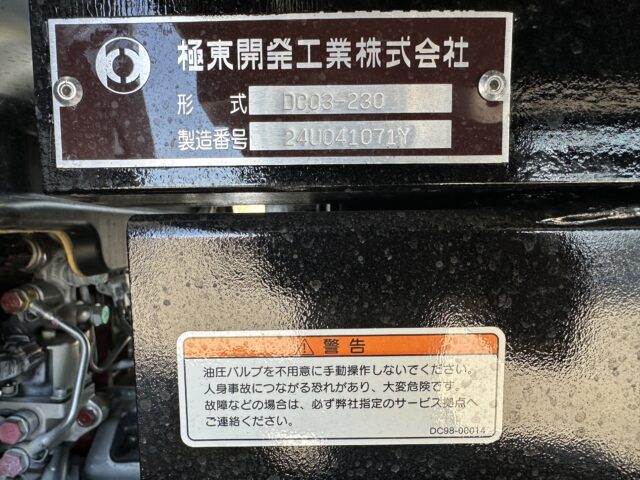 極東開発工業株式会社
形 式 DC03-230
製造番号 24U041071Y
⚠警告
油圧バルブを不用意に手動操作しないでください。
人身事故につながる恐れがあり、大変危険です。
故障などの場合は、必ず弊社指定のサービス拠点へ
ご連絡ください。
DC98-00014